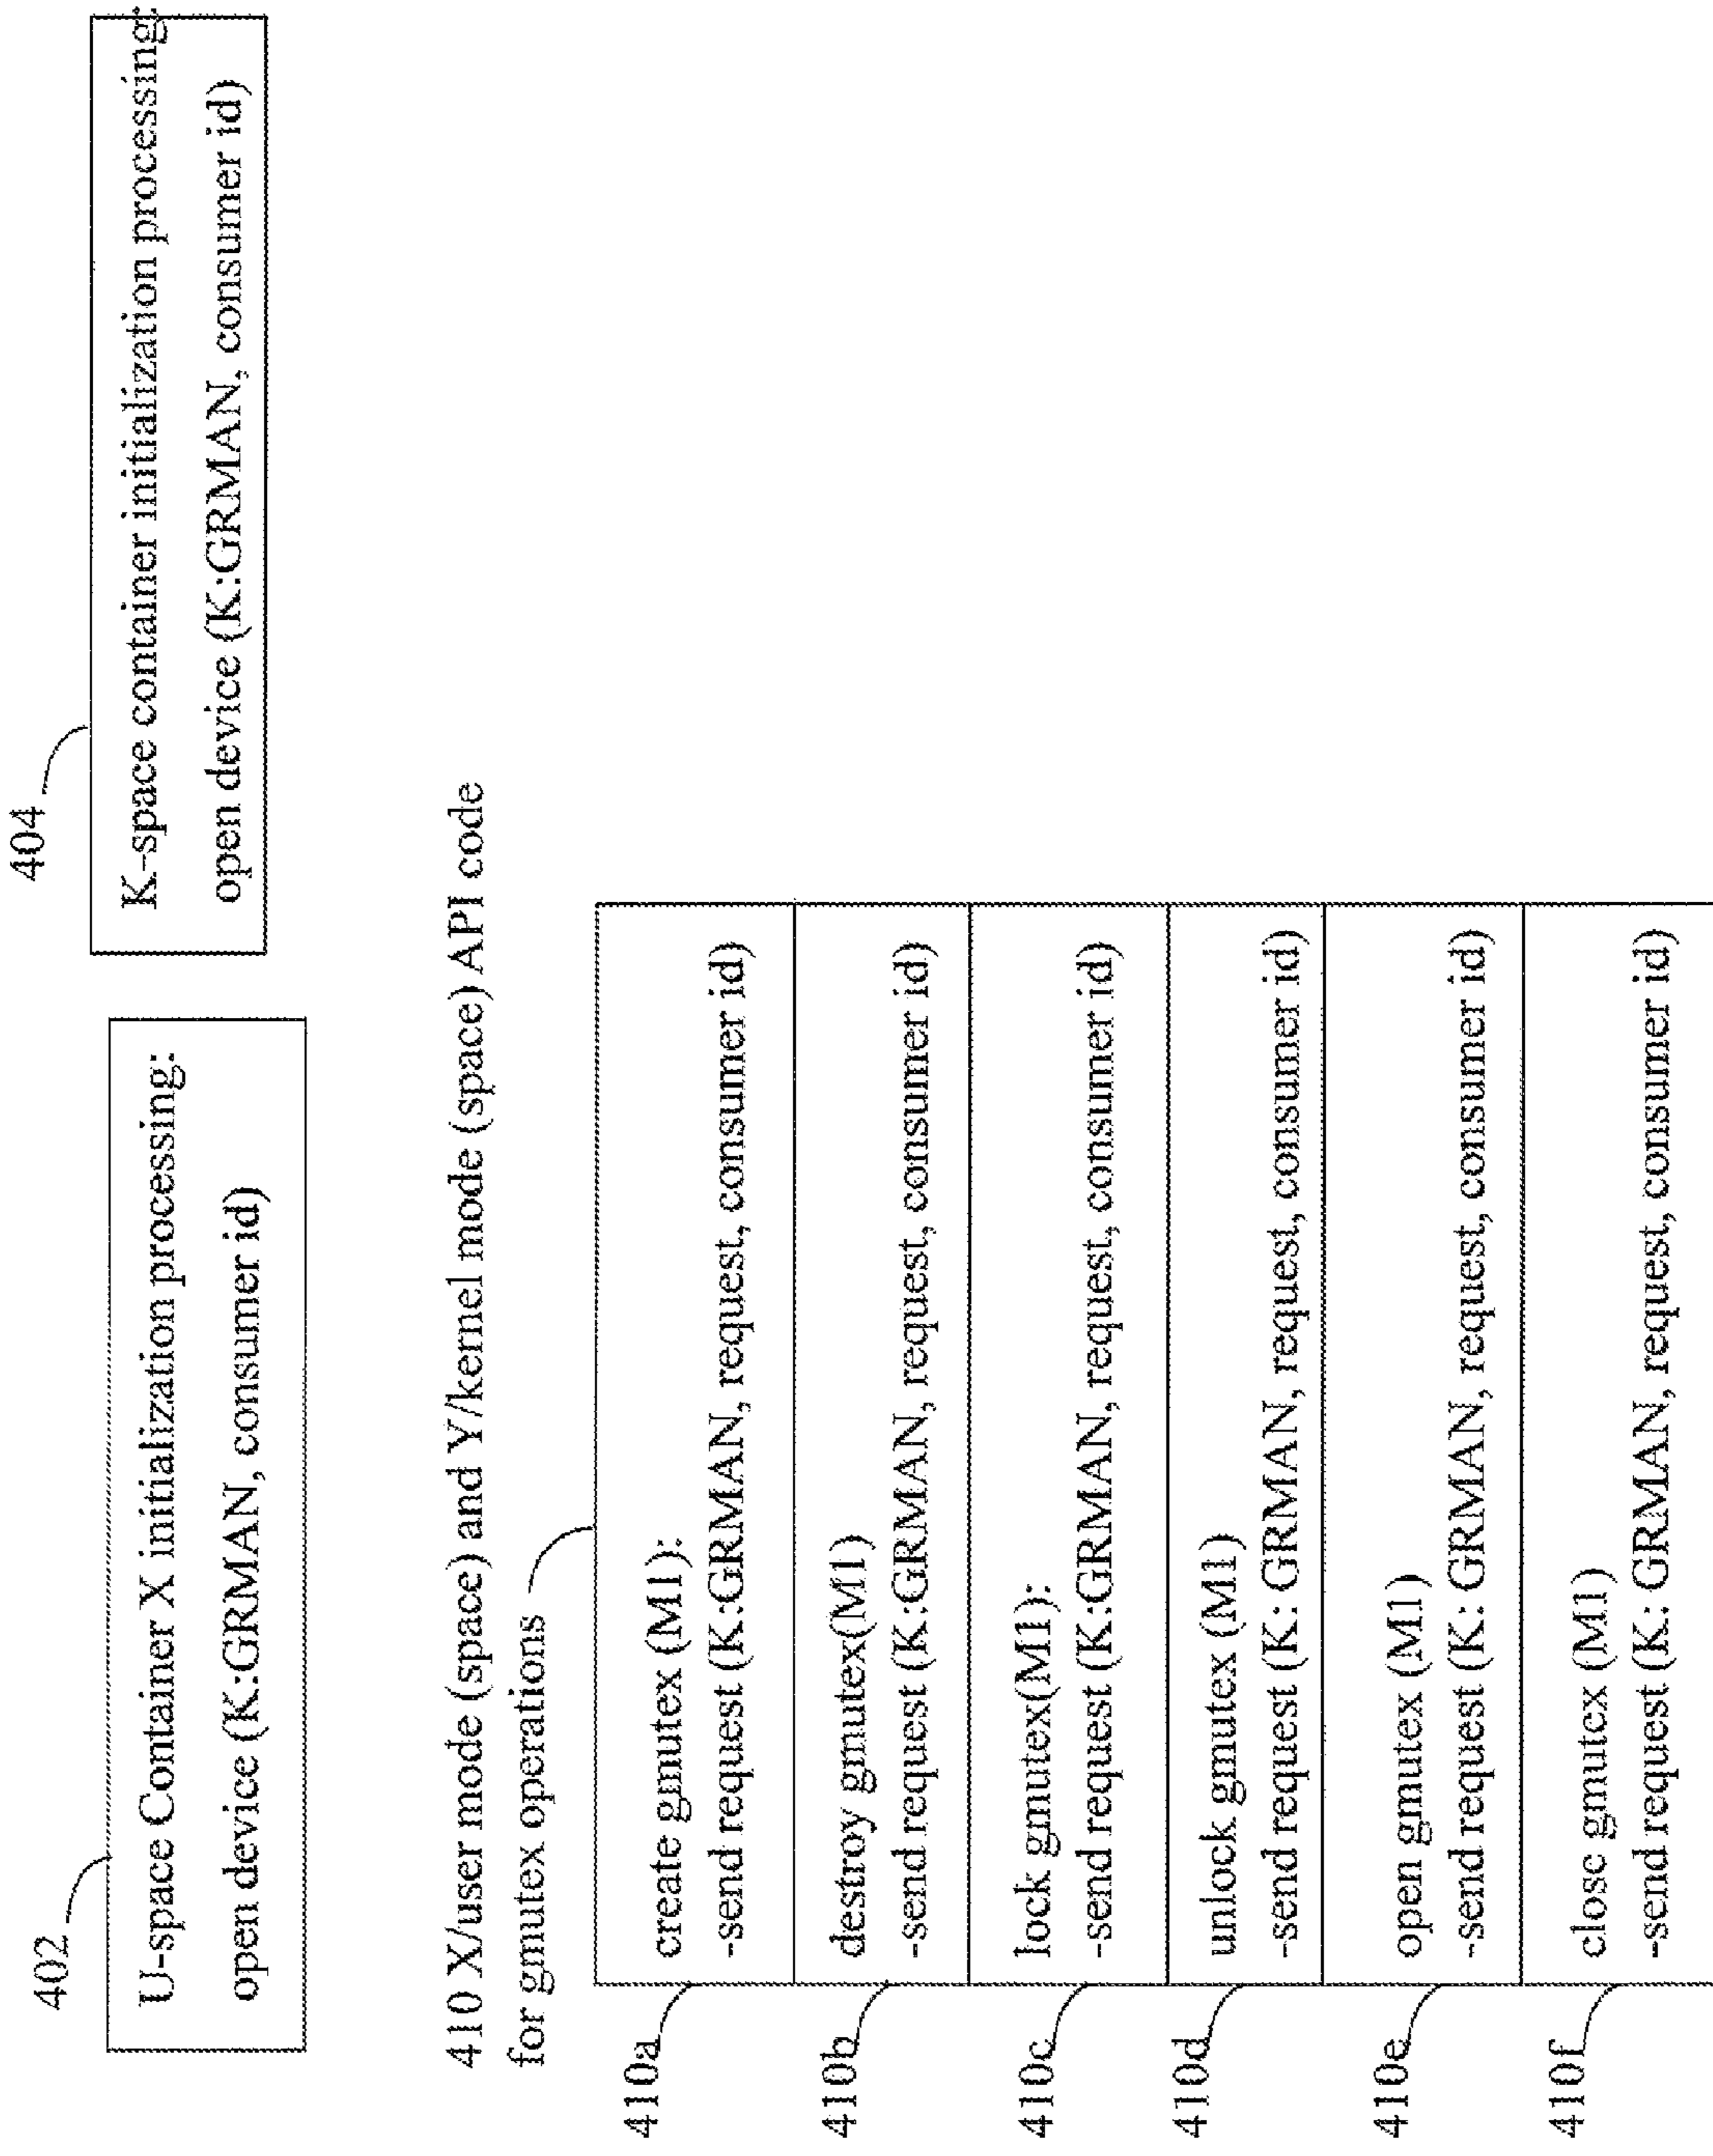 402
U-space Container X initialization processing:
open device (K:GRMAN, consumer id)
404
K-space container initialization processing:
open device (K:GRMAN, consumer id)
410 X/user mode (space) and Y/kernel mode (space) API code
for gmutex operations
410a
create gmutex (M1):
-send request (K:GRMAN, request, consumer id)
410b
destroy gmutex(M1)
-send request (K:GRMAN, request, consumer id)
410c
lock gmutex(M1):
-send request (K:GRMAN, request, consumer id)
410d
unlock gmutex (M1)
-send request (K: GRMAN, request, consumer id)
410e
open gmutex (M1)
-send request (K: GRMAN, request, consumer id)
410f
close gmutex (M1)
-send request (K: GRMAN, request, consumer id)